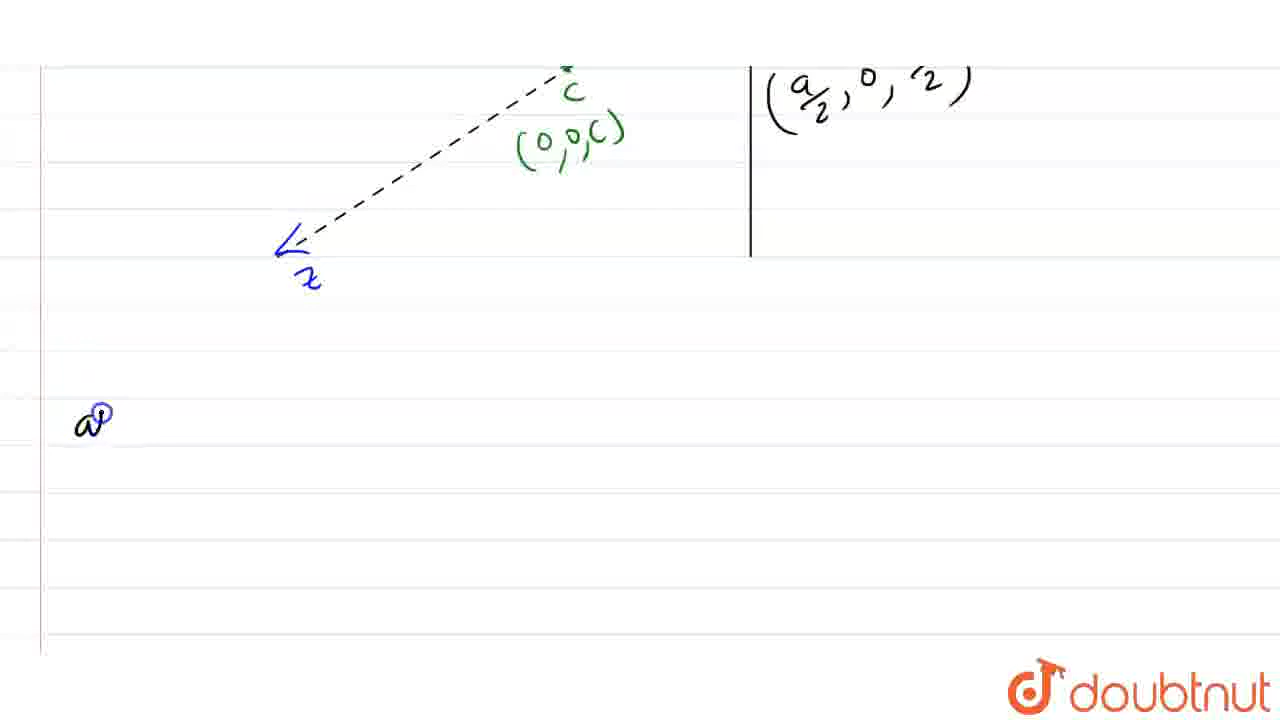 C
(0,0,C)
(a/2, 0, /2)
z
a
doubtnut